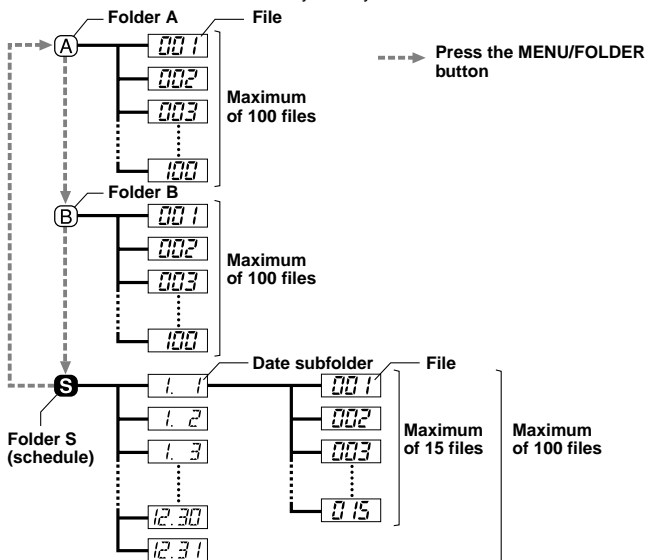 Folder A
File
A
001
Press the MENU/FOLDER
button
002
003
Maximum
of 100 files
100
Folder B
B
001
002
003
Maximum
of 100 files
100
Date subfolder
File
S
1. 1
001
1. 2
002
Folder S
(schedule)
1. 3
003
Maximum
of 15 files
Maximum
of 100 files
12.30
015
12.31